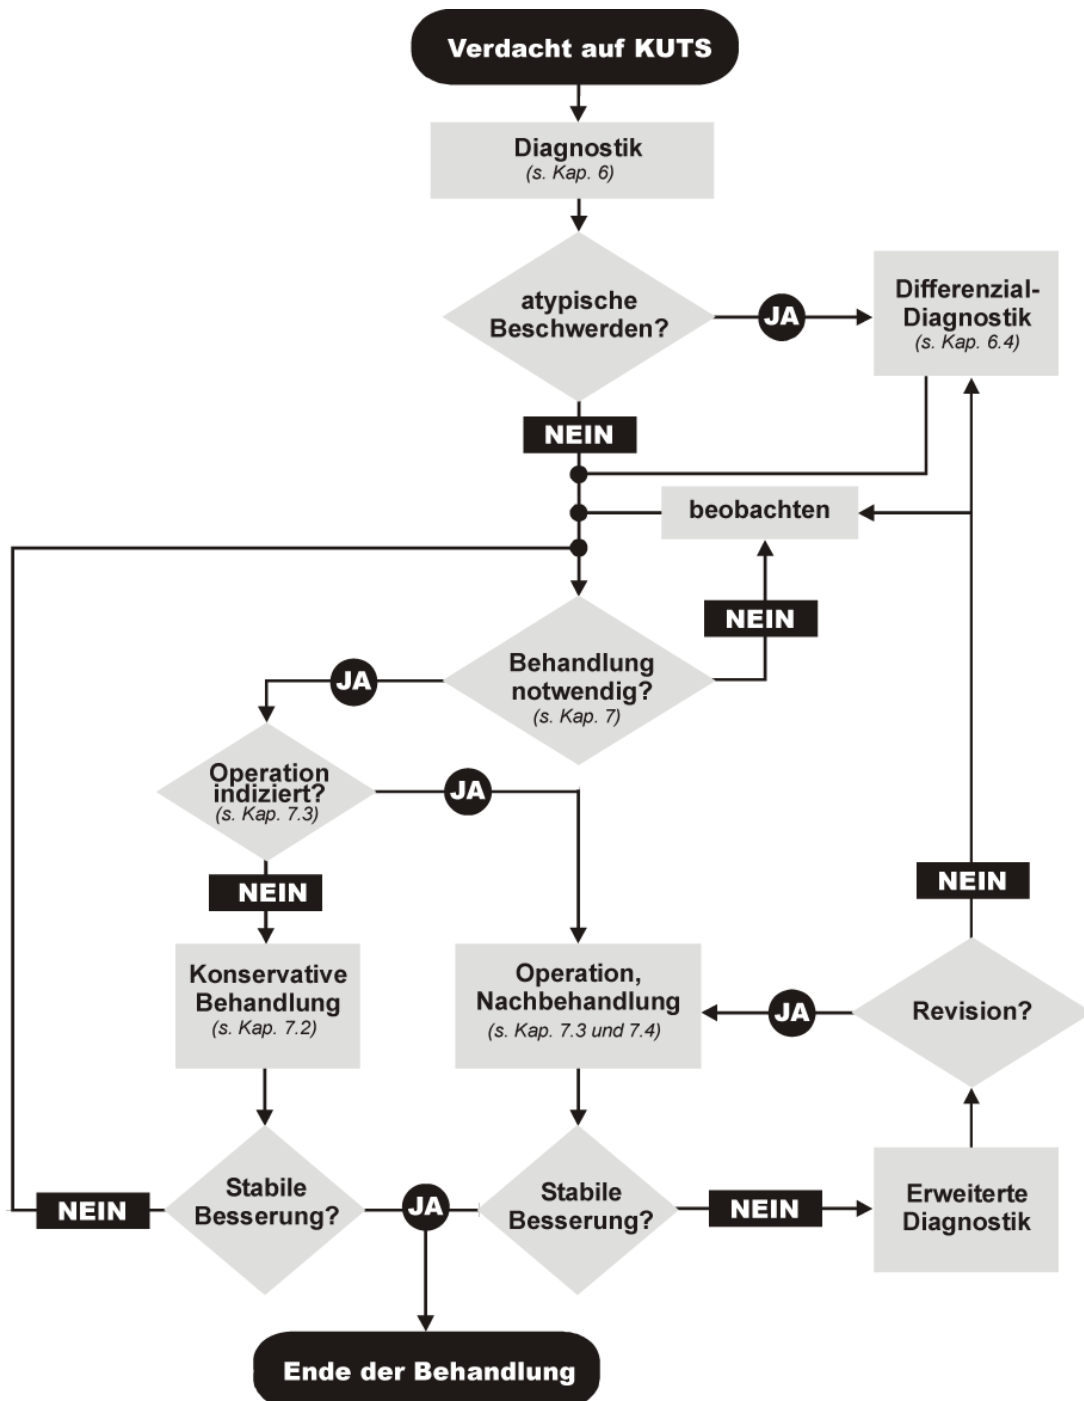 Verdacht auf KUTS
Diagnostik
(s. Kap. 6)
atypische
Beschwerden?
JA
Differenzial-
Diagnostik
(s. Kap. 6.4)
NEIN
beobachten
NEIN
Behandlung
notwendig?
(s. Kap. 7)
JA
Operation
indiziert?
(s. Kap. 7.3)
JA
NEIN
NEIN
Konservative
Behandlung
(s. Kap. 7.2)
Operation,
Nachbehandlung
(s. Kap. 7.3 und 7.4)
JA
Revision?
Stabile
Besserung?
NEIN
JA
Stabile
Besserung?
NEIN
Erweiterte
Diagnostik
Ende der Behandlung